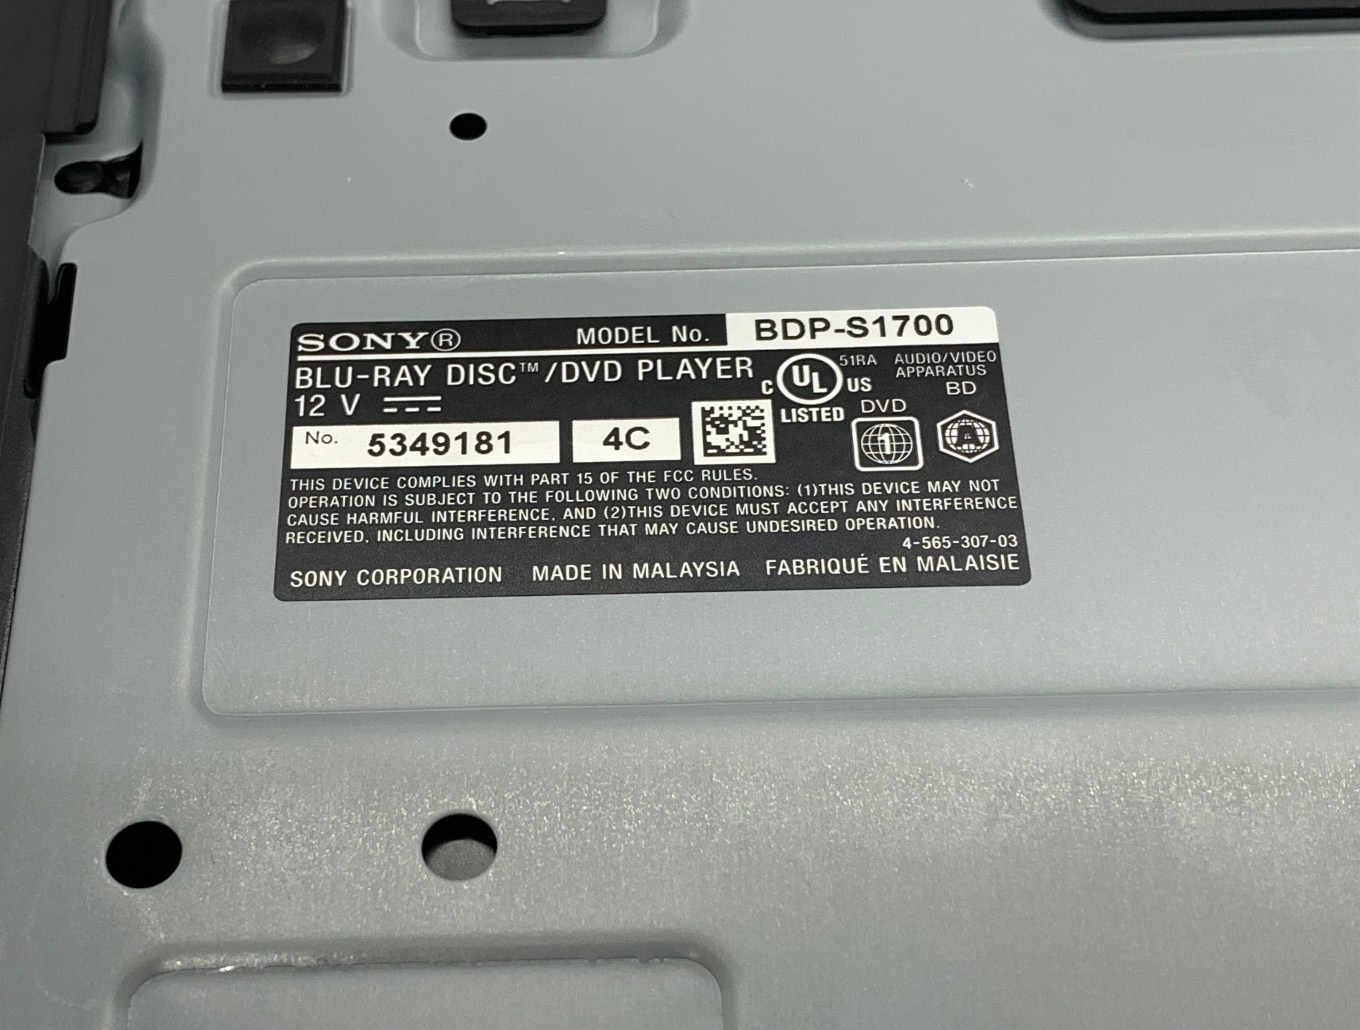 SONY® MODEL No. BDP-S1700
BLU-RAY DISC™/DVD PLAYER
12 V ⎓
C UL US LISTED
51RA AUDIO/VIDEO
APPARATUS
BD
DVD
1
A
No. 5349181 4C
THIS DEVICE COMPLIES WITH PART 15 OF THE FCC RULES.
OPERATION IS SUBJECT TO THE FOLLOWING TWO CONDITIONS: (1)THIS DEVICE MAY NOT
CAUSE HARMFUL INTERFERENCE, AND (2)THIS DEVICE MUST ACCEPT ANY INTERFERENCE
RECEIVED, INCLUDING INTERFERENCE THAT MAY CAUSE UNDESIRED OPERATION.
4-565-307-03
SONY CORPORATION MADE IN MALAYSIA FABRIQUÉ EN MALAISIE